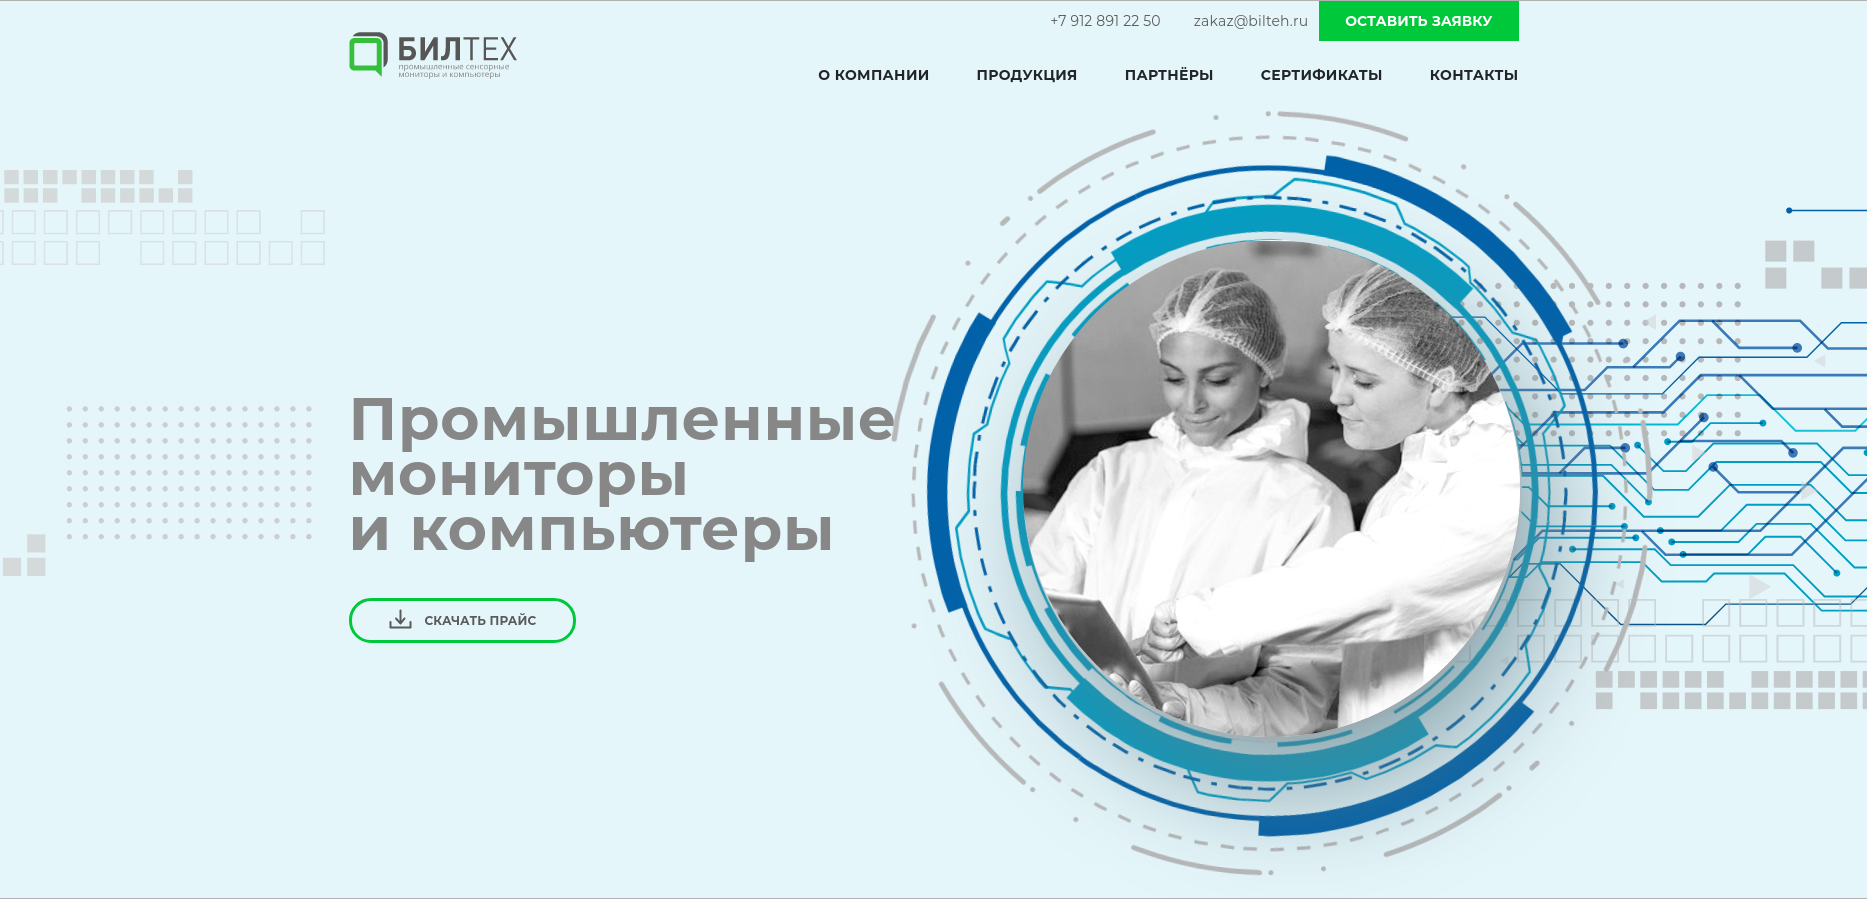 +7 912 891 22 50 zakaz@bilteh.ru ОСТАВИТЬ ЗАЯВКУ
БИЛТЕХ
промышленные сенсорные
мониторы и компьютеры
О КОМПАНИИ ПРОДУКЦИЯ ПАРТНЁРЫ СЕРТИФИКАТЫ КОНТАКТЫ
Промышленные
мониторы
и компьютеры
СКАЧАТЬ ПРАЙС